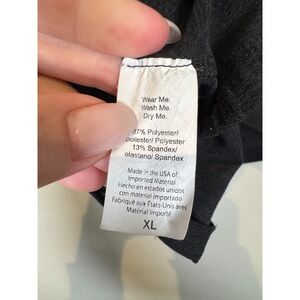 Wear Me.
Wash Me.
Dry Me.
87% Polyester/
poliester/ Polyester
13% Spandex/
elastano/ Spandex
Made in the USA of
Imported Material
Hecho en estados unidos
con material importado
Fabriqué aux États-Unis avec
Material Importé
XL